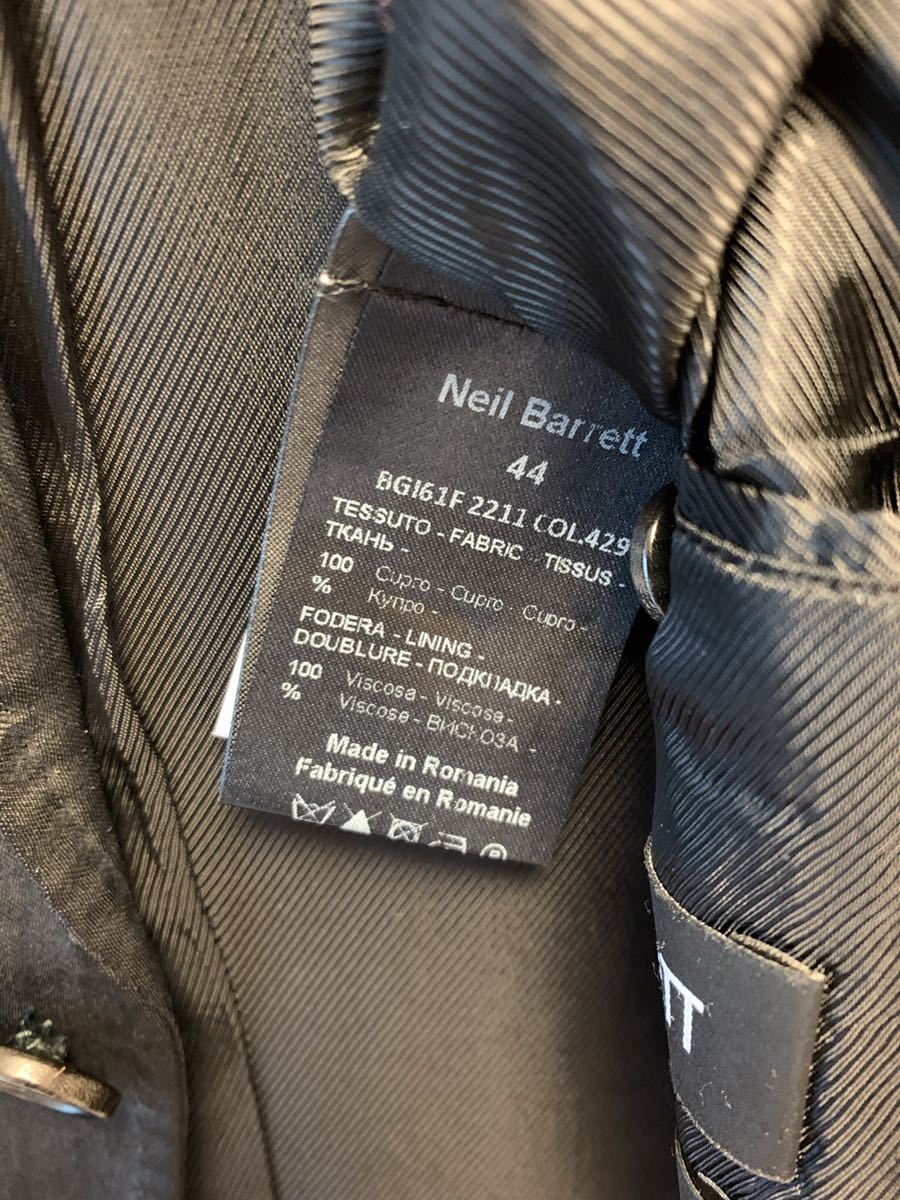 Neil Barrett
44
BGI61F 2211 COL.429
TESSUTO - FABRIC - TISSUS -
ТКАНЬ -
100 Cupro - Cupro - Cupro -
% Купро -
FODERA - LINING -
DOUBLURE - ПОДКЛАДКА -
100 Viscosa - Viscose -
% Viscose - ВИСКОЗА -
Made in Romania
Fabriqué en Romanie
TT